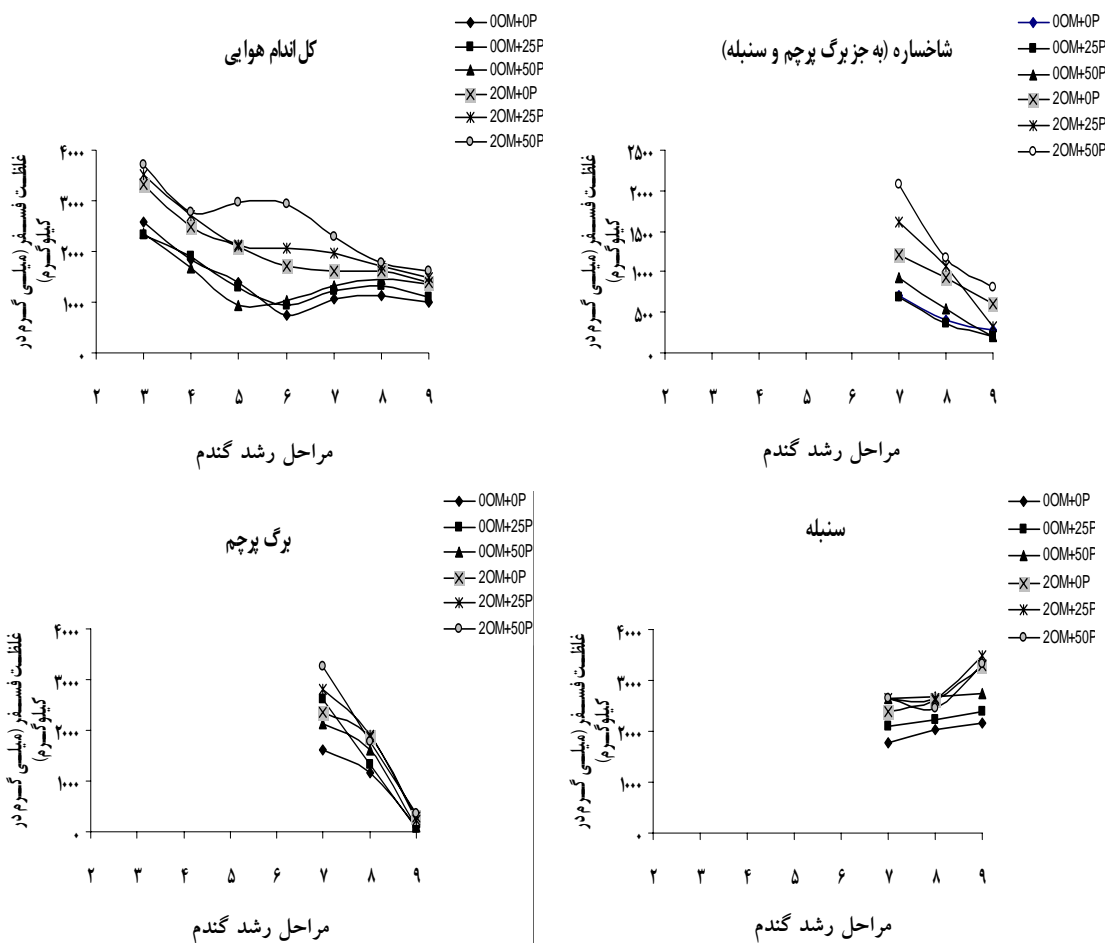 کل اندام هوایی
0OM+0P
0OM+25P
0OM+50P
2OM+0P
2OM+25P
2OM+50P
غلظت فسفر (میلی گرم در
کیلوگرم)
۴۰۰۰
۳۰۰۰
۲۰۰۰
۱۰۰۰
۰
۲ ۳ ۴ ۵ ۶ ۷ ۸ ۹
مراحل رشد گندم
شاخساره (به جز برگ پرچم و سنبله)
0OM+0P
0OM+25P
0OM+50P
2OM+0P
2OM+25P
2OM+50P
غلظت فسفر (میلی گرم در
کیلوگرم)
۲۵۰۰
۲۰۰۰
۱۵۰۰
۱۰۰۰
۵۰۰
۰
۲ ۳ ۴ ۵ ۶ ۷ ۸ ۹
مراحل رشد گندم
برگ پرچم
0OM+0P
0OM+25P
0OM+50P
2OM+0P
2OM+25P
2OM+50P
غلظت فسفر (میلی گرم در
کیلوگرم)
۴۰۰۰
۳۰۰۰
۲۰۰۰
۱۰۰۰
۰
۲ ۳ ۴ ۵ ۶ ۷ ۸ ۹
مراحل رشد گندم
سنبله
0OM+0P
0OM+25P
0OM+50P
2OM+0P
2OM+25P
2OM+50P
غلظت فسفر (میلی گرم در
کیلوگرم)
۴۰۰۰
۳۰۰۰
۲۰۰۰
۱۰۰۰
۰
۲ ۳ ۴ ۵ ۶ ۷ ۸ ۹
مراحل رشد گندم